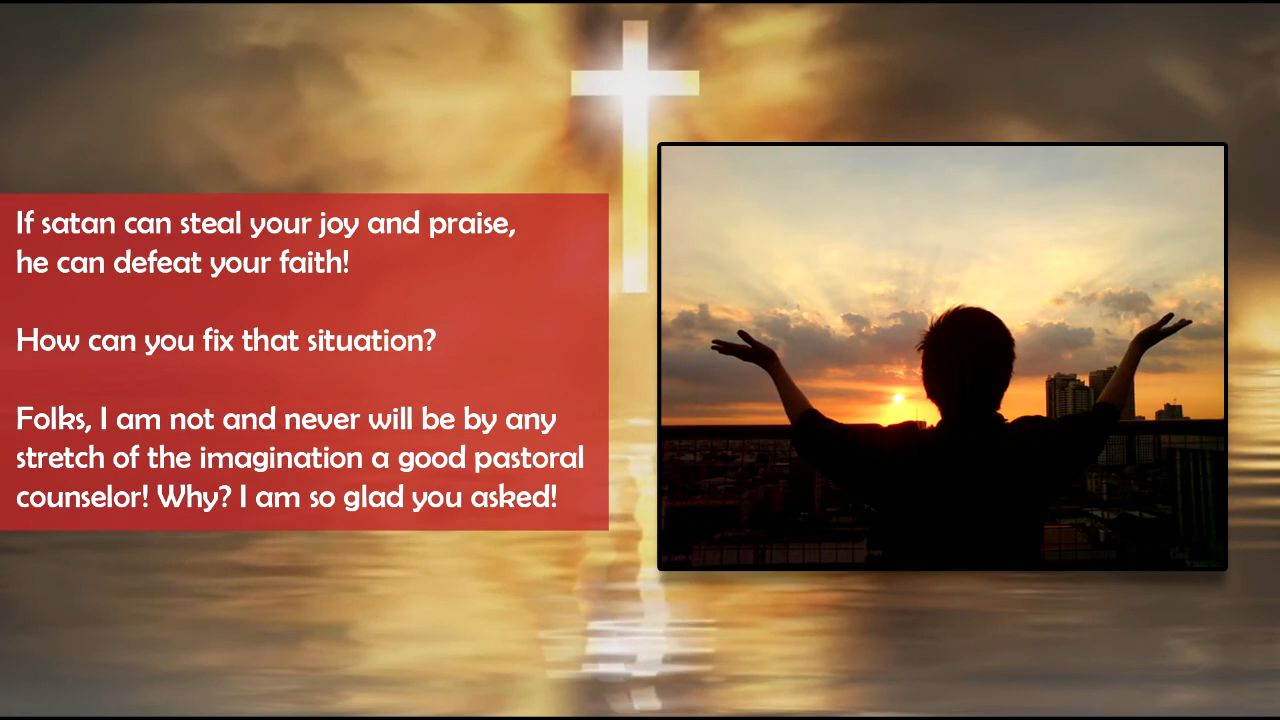 If satan can steal your joy and praise,
he can defeat your faith!
How can you fix that situation?
Folks, I am not and never will be by any
stretch of the imagination a good pastoral
counselor! Why? I am so glad you asked!